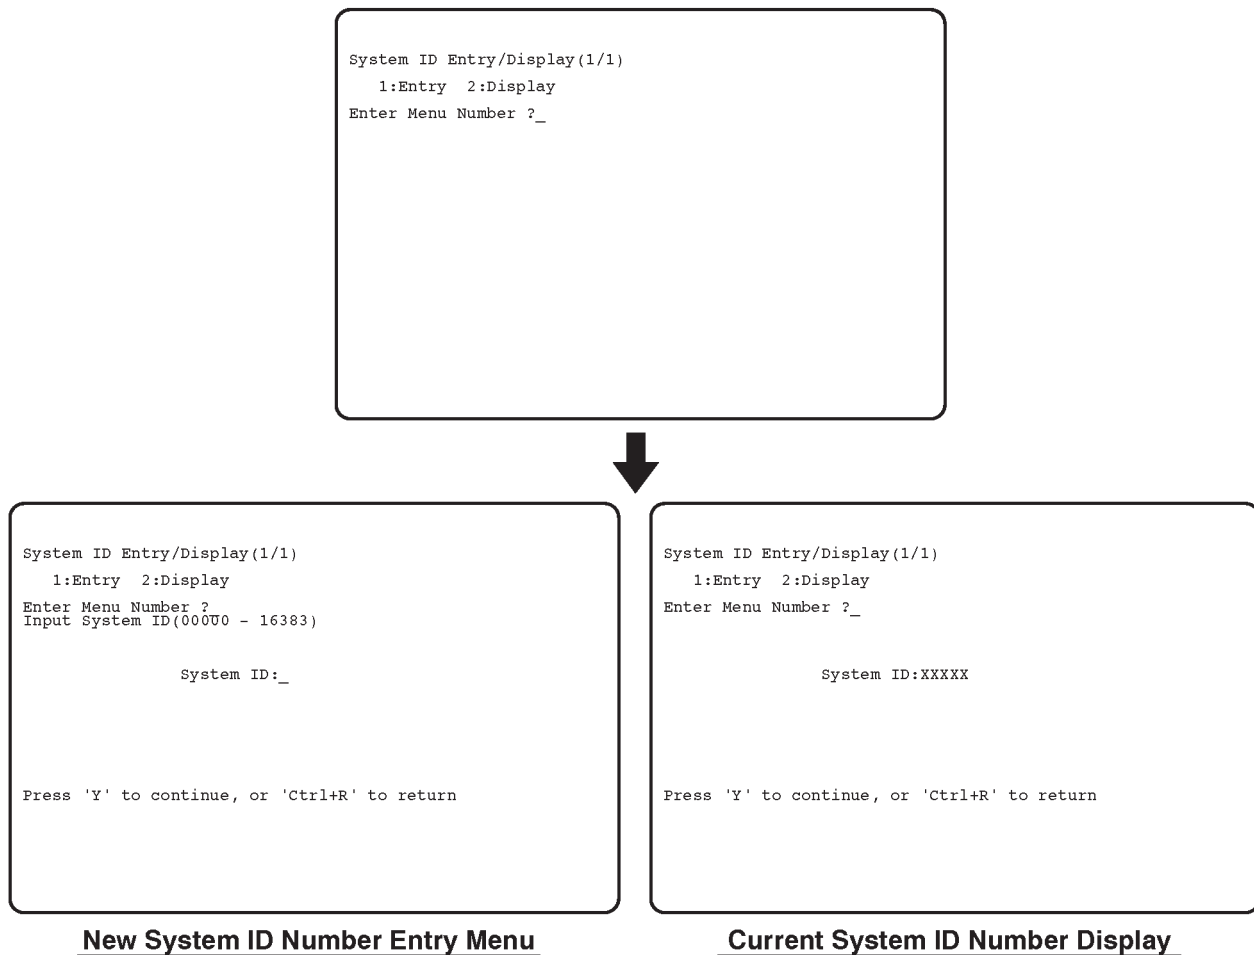 System ID Entry/Display(1/1)
1:Entry 2:Display
Enter Menu Number ?_
System ID Entry/Display(1/1)
1:Entry 2:Display
Enter Menu Number ?_
Input System ID(00000 - 16383)
System ID:_
Press 'Y' to continue, or 'Ctrl+R' to return
New System ID Number Entry Menu
System ID Entry/Display(1/1)
1:Entry 2:Display
Enter Menu Number ?_
System ID:XXXXX
Press 'Y' to continue, or 'Ctrl+R' to return
Current System ID Number Display